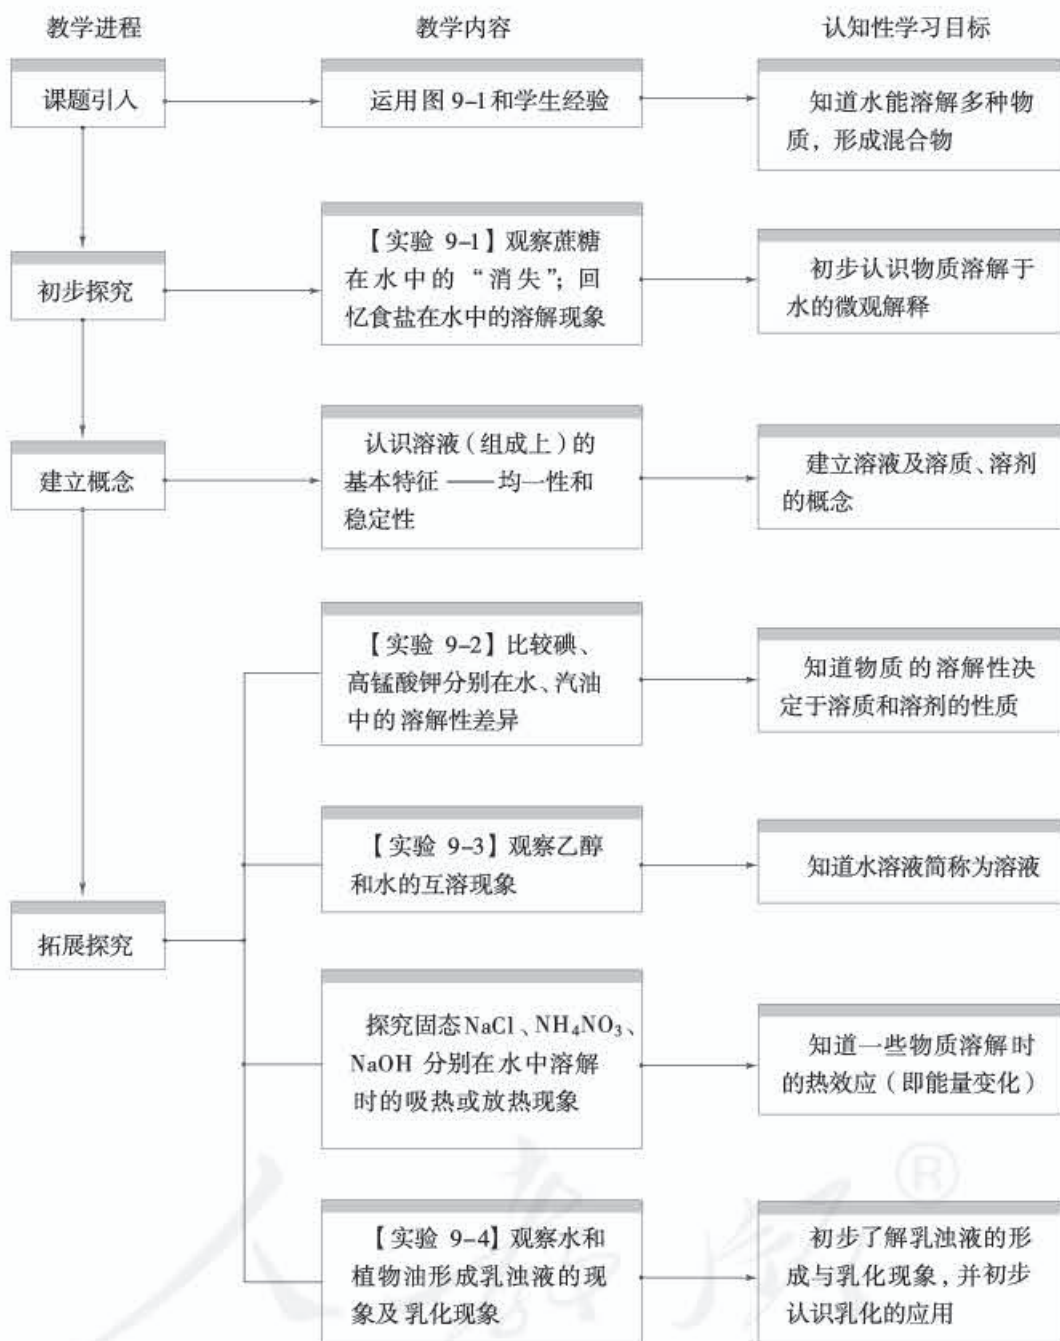 教学进程
教学内容
认知性学习目标
课题引入
运用图 9-1和学生经验
知道水能溶解多种物
质，形成混合物
初步探究
【实验 9-1】观察蔗糖
在水中的“消失”；回
忆食盐在水中的溶解现象
初步认识物质溶解于
水的微观解释
建立概念
认识溶液（组成上）的
基本特征——均一性和
稳定性
建立溶液及溶质、溶剂
的概念
拓展探究
【实验 9-2】比较碘、
高锰酸钾分别在水、汽油
中的溶解性差异
知道物质的溶解性决
定于溶质和溶剂的性质
【实验 9-3】观察乙醇
和水的互溶现象
知道水溶液简称为溶液
探究固态NaCl、NH₄NO₃、
NaOH 分别在水中溶解
时的吸热或放热现象
知道一些物质溶解时
的热效应（即能量变化）
【实验 9-4】观察水和
植物油形成乳浊液的现
象及乳化现象
初步了解乳浊液的形
成与乳化现象，并初步
认识乳化的应用
®